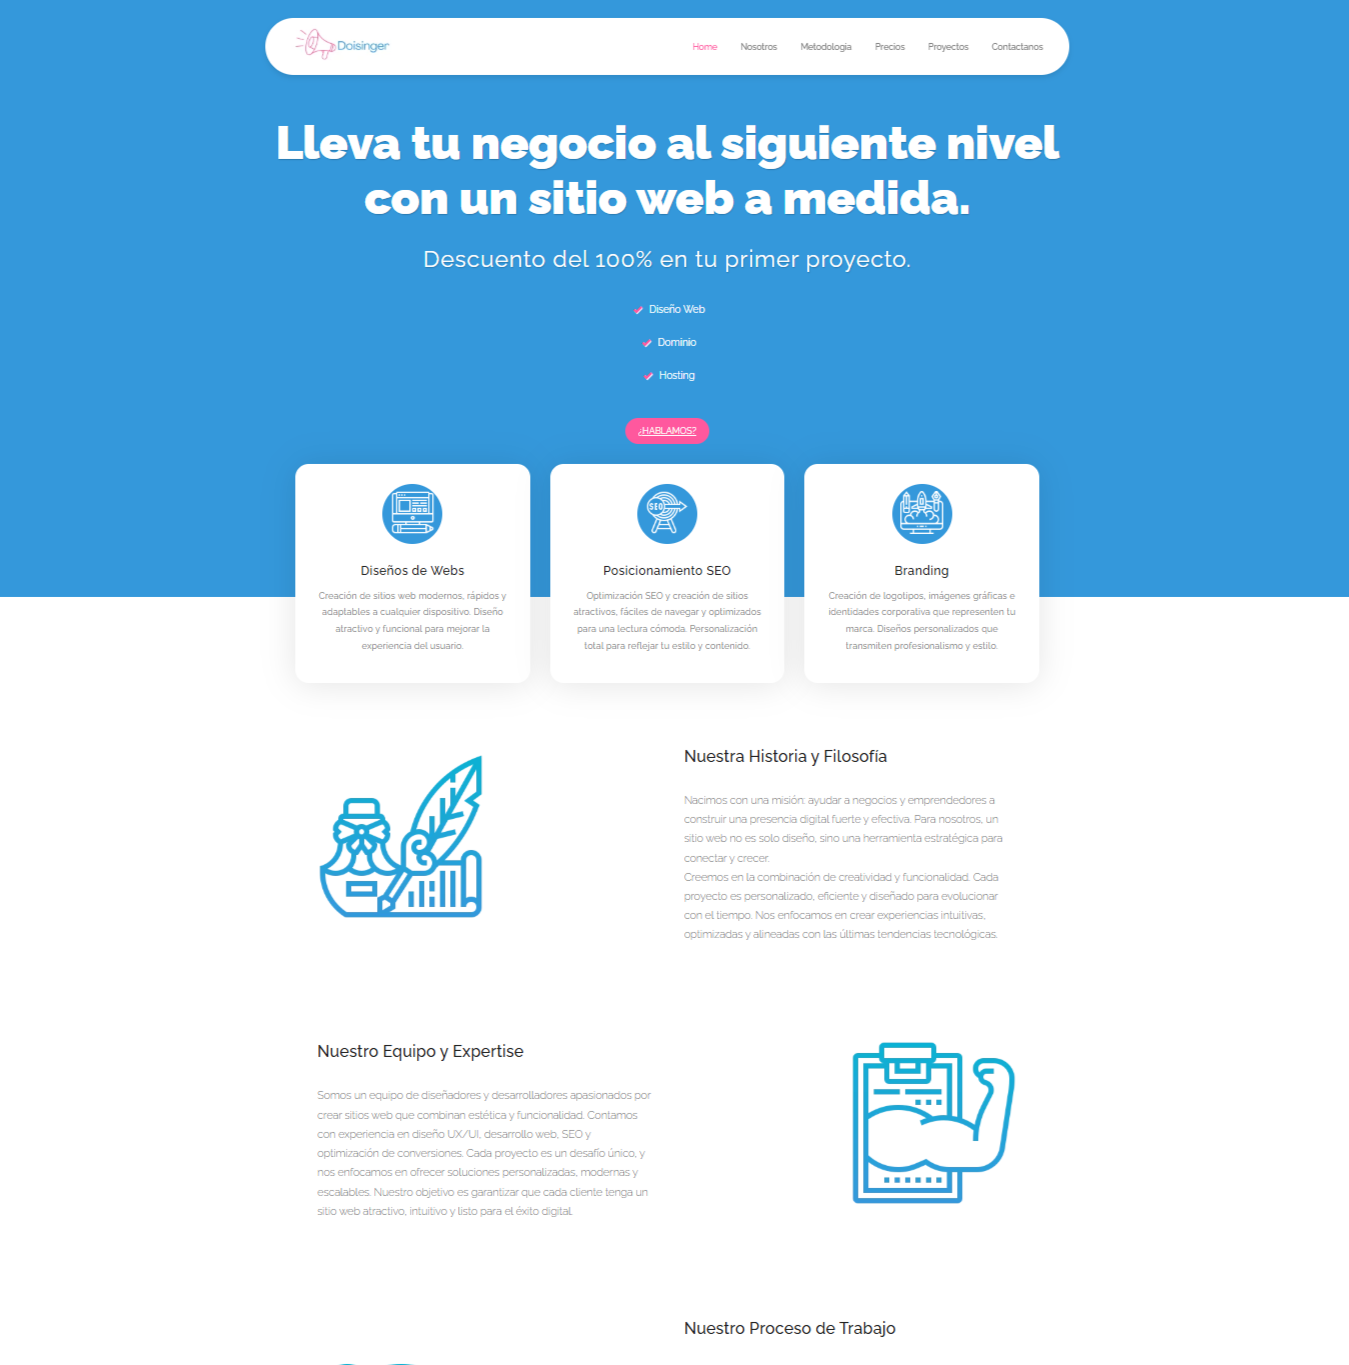 Doisinger
Home Nosotros Metodologia Precios Proyectos Contactanos
Lleva tu negocio al siguiente nivel
con un sitio web a medida.
Descuento del 100% en tu primer proyecto.
Diseño Web
Dominio
Hosting
¿HABLAMOS?
Diseños de Webs
Creación de sitios web modernos, rápidos y
adaptables a cualquier dispositivo. Diseño
atractivo y funcional para mejorar la
experiencia del usuario.
SEO
Posicionamiento SEO
Optimización SEO y creación de sitios
atractivos, fáciles de navegar y optimizados
para una lectura cómoda. Personalización
total para reflejar tu estilo y contenido.
Branding
Creación de logotipos, imágenes gráficas e
identidades corporativa que representen tu
marca. Diseños personalizados que
transmiten profesionalismo y estilo.
Nuestra Historia y Filosofía
Nacimos con una misión: ayudar a negocios y emprendedores a
construir una presencia digital fuerte y efectiva. Para nosotros, un
sitio web no es solo diseño, sino una herramienta estratégica para
conectar y crecer.
Creemos en la combinación de creatividad y funcionalidad. Cada
proyecto es personalizado, eficiente y diseñado para evolucionar
con el tiempo. Nos enfocamos en crear experiencias intuitivas,
optimizadas y alineadas con las últimas tendencias tecnológicas.
Nuestro Equipo y Expertise
Somos un equipo de diseñadores y desarrolladores apasionados por
crear sitios web que combinan estética y funcionalidad. Contamos
con experiencia en diseño UX/UI, desarrollo web, SEO y
optimización de conversiones. Cada proyecto es un desafío único, y
nos enfocamos en ofrecer soluciones personalizadas, modernas y
escalables. Nuestro objetivo es garantizar que cada cliente tenga un
sitio web atractivo, intuitivo y listo para el éxito digital.
Nuestro Proceso de Trabajo